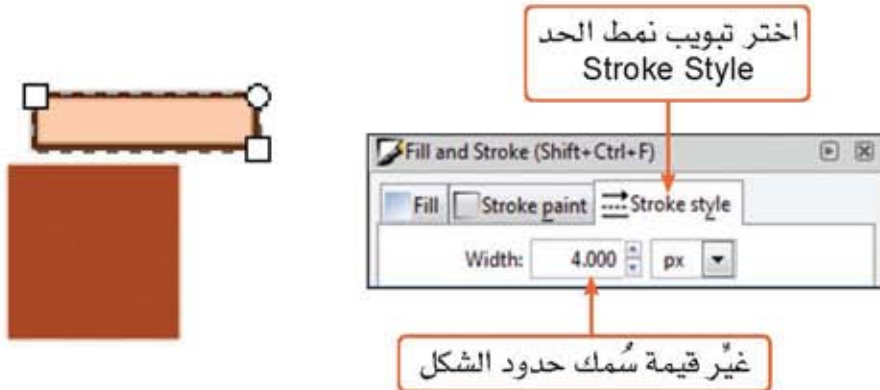 اختر تبويب نمط الحد
Stroke Style
Fill and Stroke (Shift+Ctrl+F)
Fill
Stroke paint
Stroke style
Width: 4.000 px
غيِّر قيمة سُمك حدود الشكل